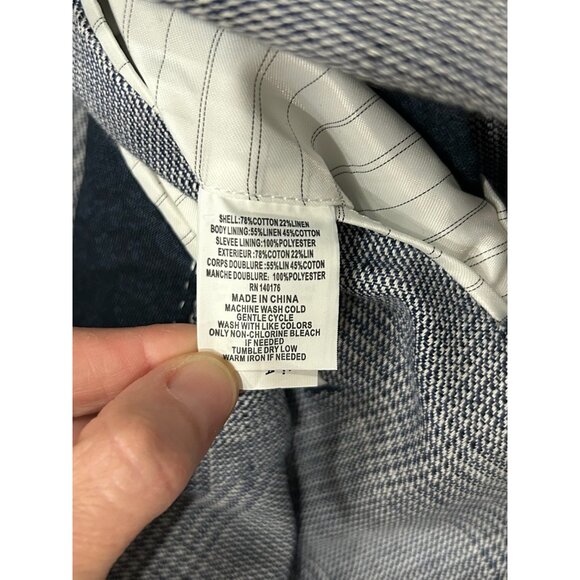 SHELL:78%COTTON 22%LINEN
BODY LINING:55%LINEN 45%COTTON
SLEVEE LINING:100%POLYESTER
EXTERIEUR:78%COTON 22%LIN
CORPS DOUBLURE:55%LIN 45%COTON
MANCHE DOUBLURE: 100%POLYESTER
RN 140176
MADE IN CHINA
MACHINE WASH COLD
GENTLE CYCLE
WASH WITH LIKE COLORS
ONLY NON-CHLORINE BLEACH
IF NEEDED
TUMBLE DRY LOW
WARM IRON IF NEEDED